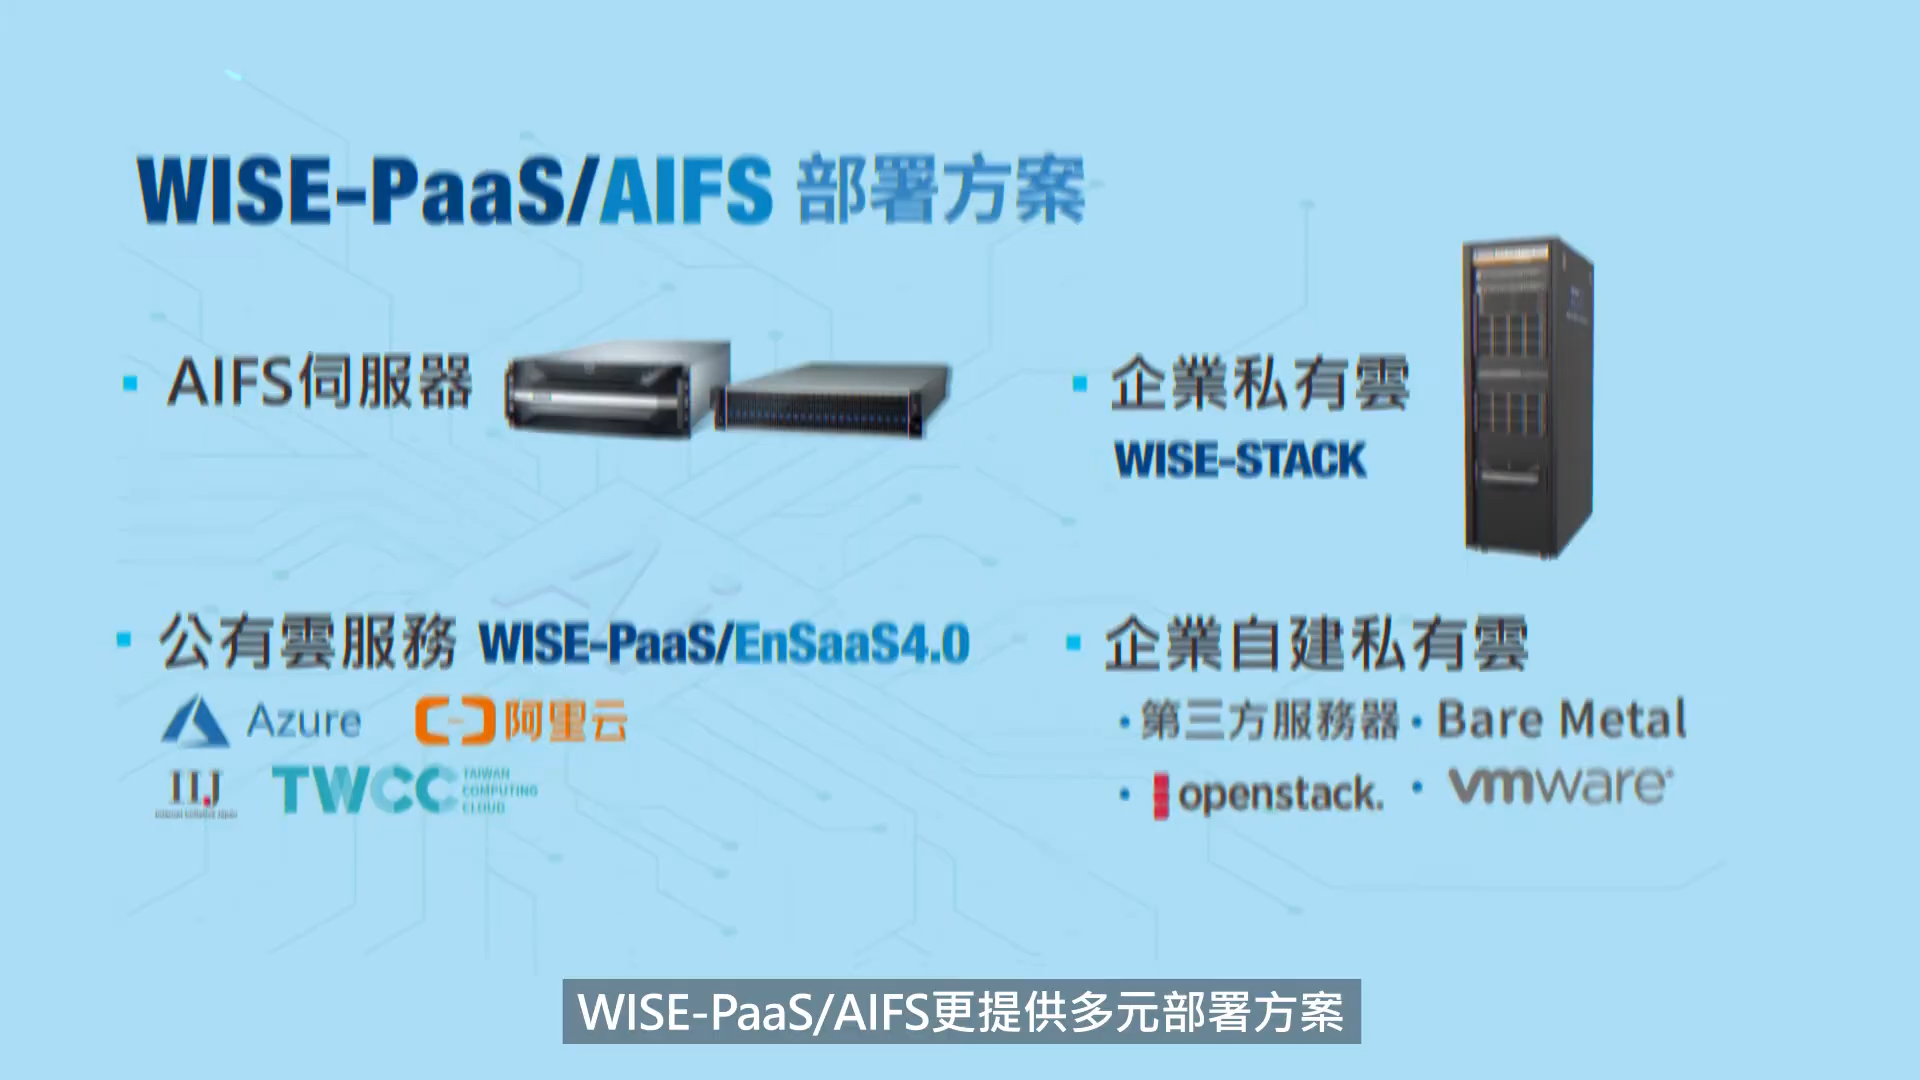 WISE-PaaS/AIFS 部署方案
AIFS伺服器
企業私有雲
WISE-STACK
公有雲服務 WISE-PaaS/EnSaaS4.0
Azure
阿里云
IIJ
Internet Initiative Japan
TWCC TAIWAN COMPUTING CLOUD
企業自建私有雲
第三方服務器
Bare Metal
openstack.
vmware
WISE-PaaS/AIFS更提供多元部署方案